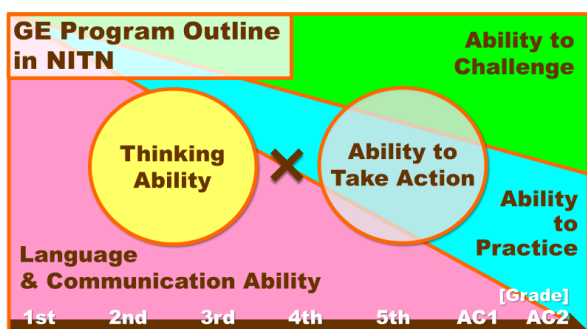 GE Program Outline
in NITN
Ability to
Challenge
Thinking
Ability
×
Ability to
Take Action
Ability
to
Practice
Language
& Communication Ability
[Grade]
1st 2nd 3rd 4th 5th AC1 AC2